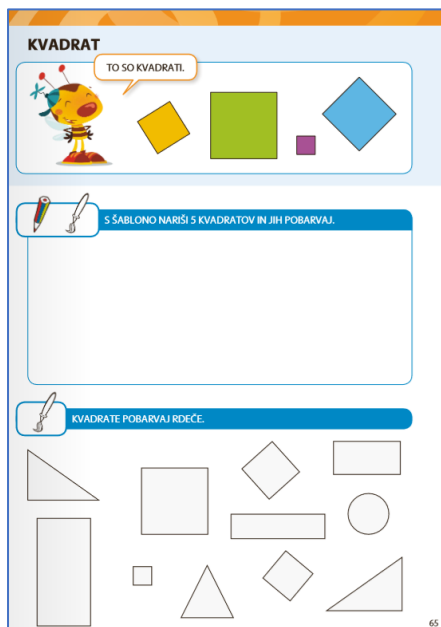 KVADRAT
TO SO KVADRATI.
S ŠABLONO NARIŠI 5 KVADRATOV IN JIH POBARVAJ.
KVADRATE POBARVAJ RDEČE.
65